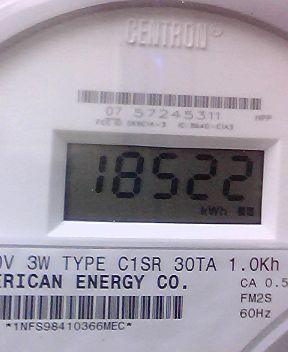 CENTRON®
07 57245311
HPP
18522
kWh
0V 3W TYPE C1SR 30TA 1.0Kh
ERICAN ENERGY CO.
CA 0.5
FM2S
60Hz
*1NFS98410366MEC*